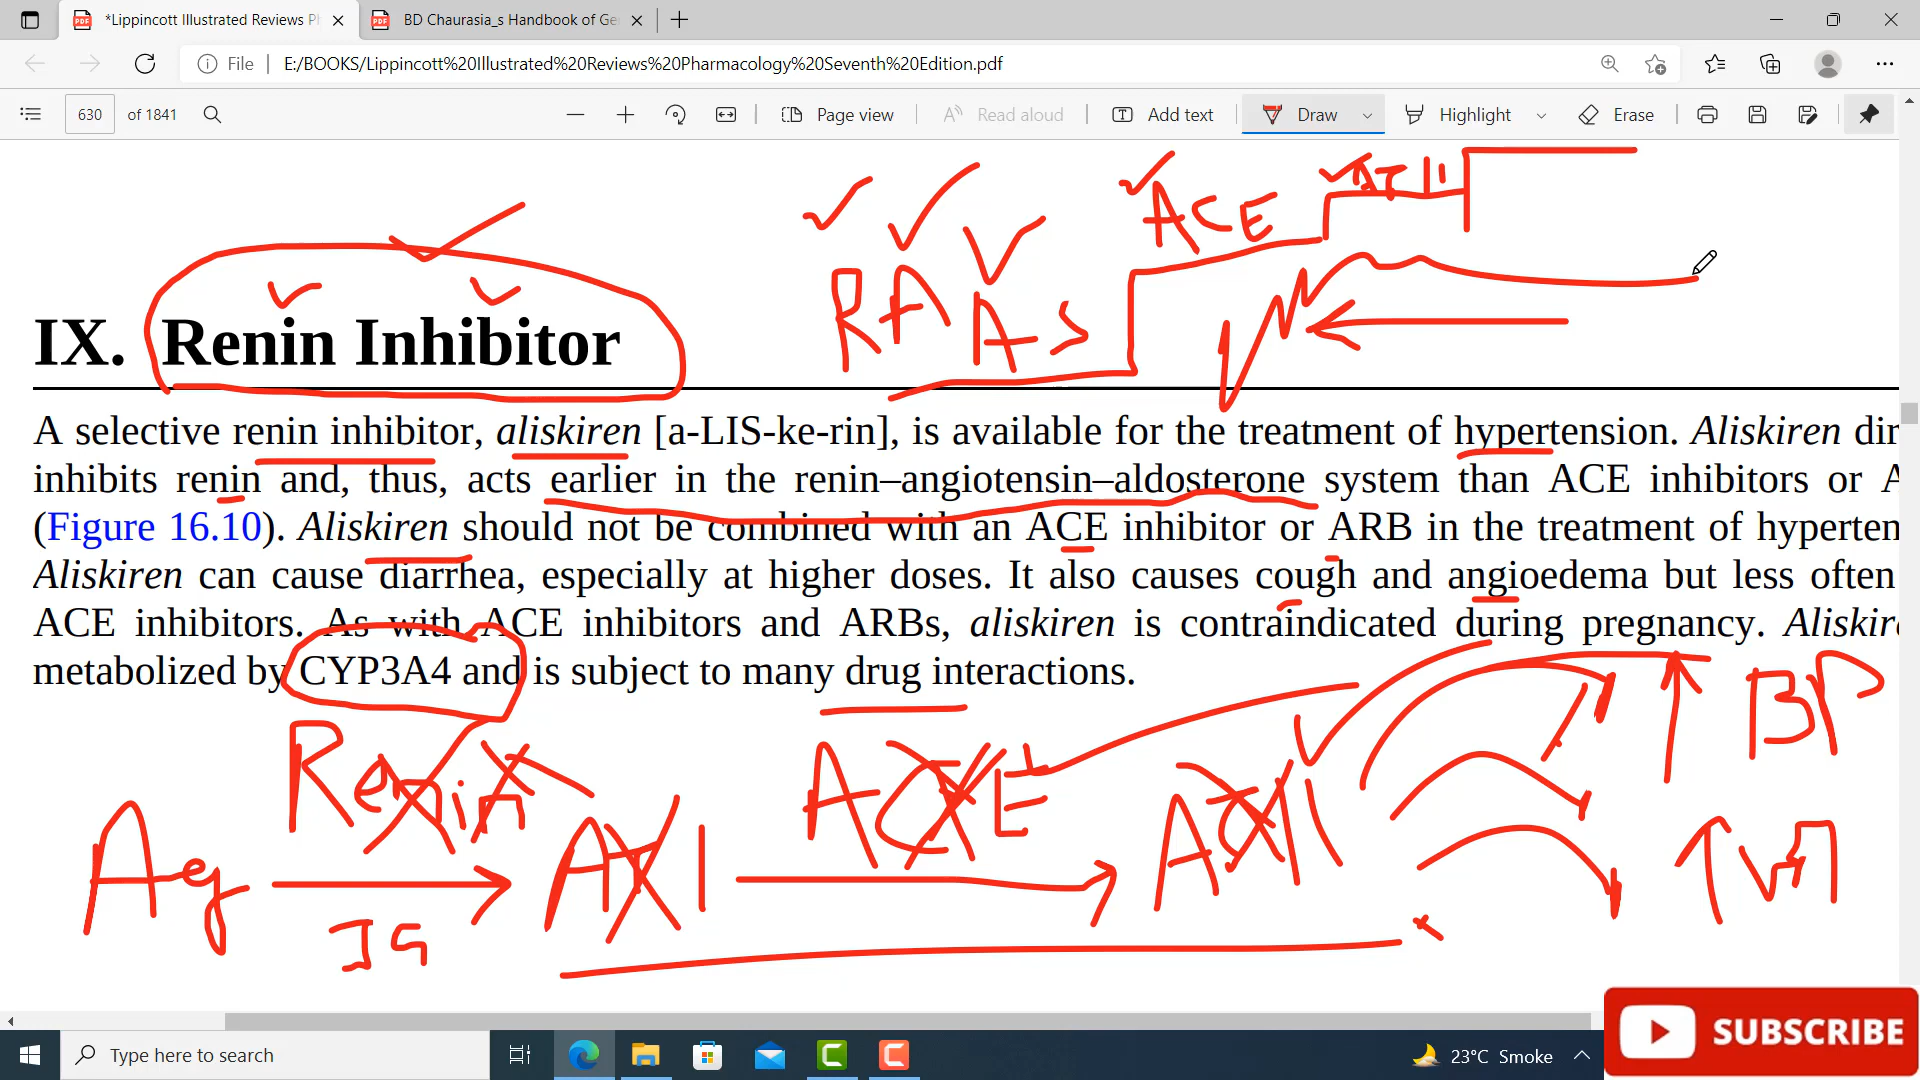 *Lippincott Illustrated Reviews Ph
BD Chaurasia_s Handbook of Ge
File
E:/BOOKS/Lippincott%20Illustrated%20Reviews%20Pharmacology%20Seventh%20Edition.pdf
630 of 1841
Page view
Read aloud
Add text
Draw
Highlight
Erase
RAAS
ACE
IX. Renin Inhibitor
A selective renin inhibitor, aliskiren [a-LIS-ke-rin], is available for the treatment of hypertension. Aliskiren dir
inhibits renin and, thus, acts earlier in the renin–angiotensin–aldosterone system than ACE inhibitors or A
(Figure 16.10). Aliskiren should not be combined with an ACE inhibitor or ARB in the treatment of hyperten
Aliskiren can cause diarrhea, especially at higher doses. It also causes cough and angioedema but less often
ACE inhibitors. As with ACE inhibitors and ARBs, aliskiren is contraindicated during pregnancy. Aliskir
metabolized by CYP3A4 and is subject to many drug interactions.
Renin
ACE
BP
Type here to search
23°C Smoke
SUBSCRIBE